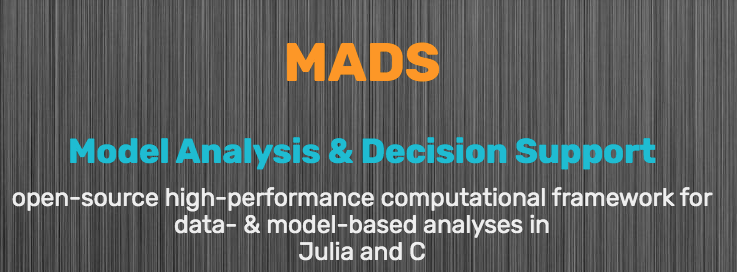 MADS
Model Analysis & Decision Support
open-source high-performance computational framework for
data- & model-based analyses in
Julia and C